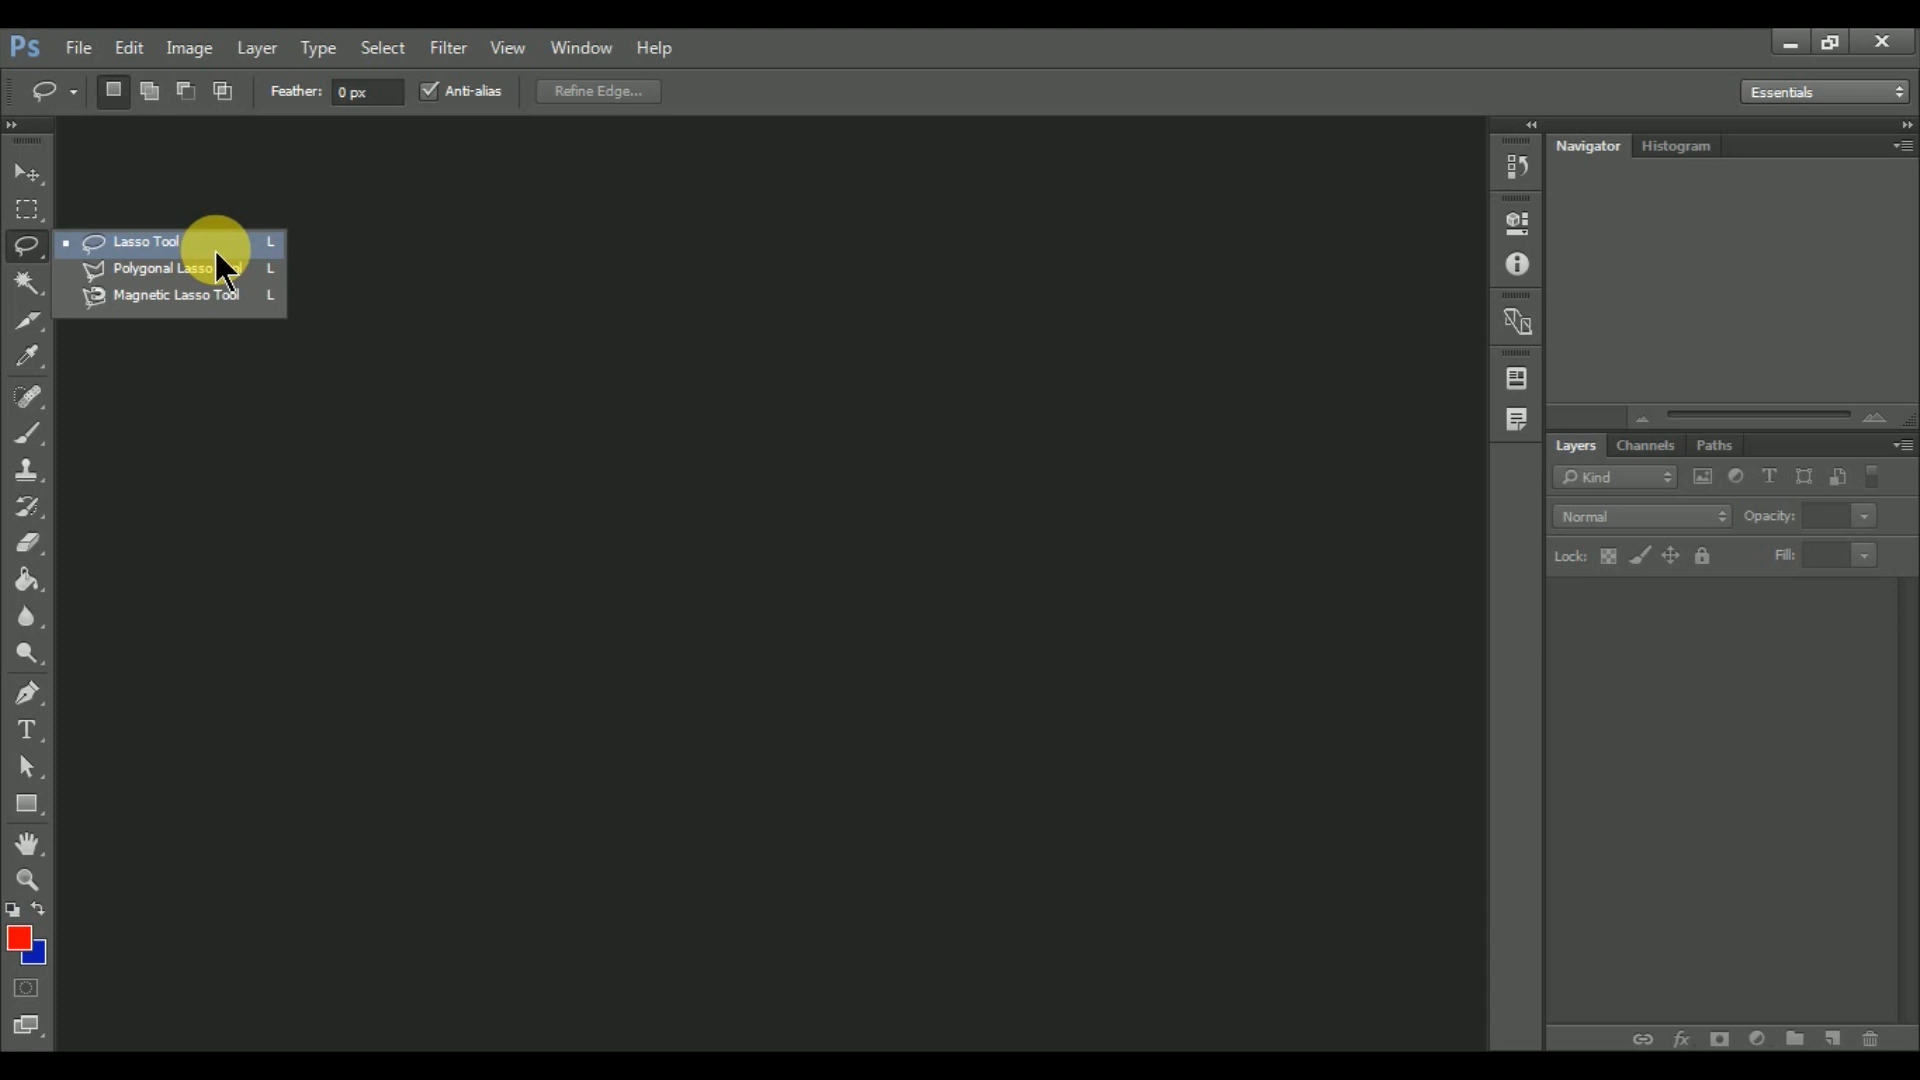 Ps File Edit Image Layer Type Select Filter View Window Help
Feather: 0 px Anti-alias Refine Edge... Essentials
Navigator Histogram
Lasso Tool L
Polygonal Lasso L
Magnetic Lasso Tool L
Layers Channels Paths
Kind
Normal Opacity:
Lock: Fill: